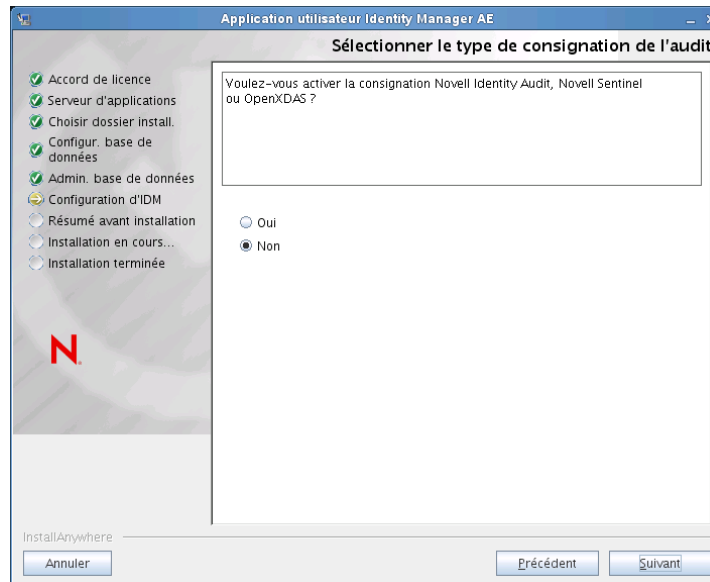 Application utilisateur Identity Manager AE
Sélectionner le type de consignation de l'audit
Accord de licence
Serveur d'applications
Choisir dossier install.
Configur. base de
données
Admin. base de données
Configuration d'IDM
Résumé avant installation
Installation en cours...
Installation terminée
N
Voulez-vous activer la consignation Novell Identity Audit, Novell Sentinel
ou OpenXDAS ?
Oui
Non
InstallAnywhere
Annuler
Précédent
Suivant